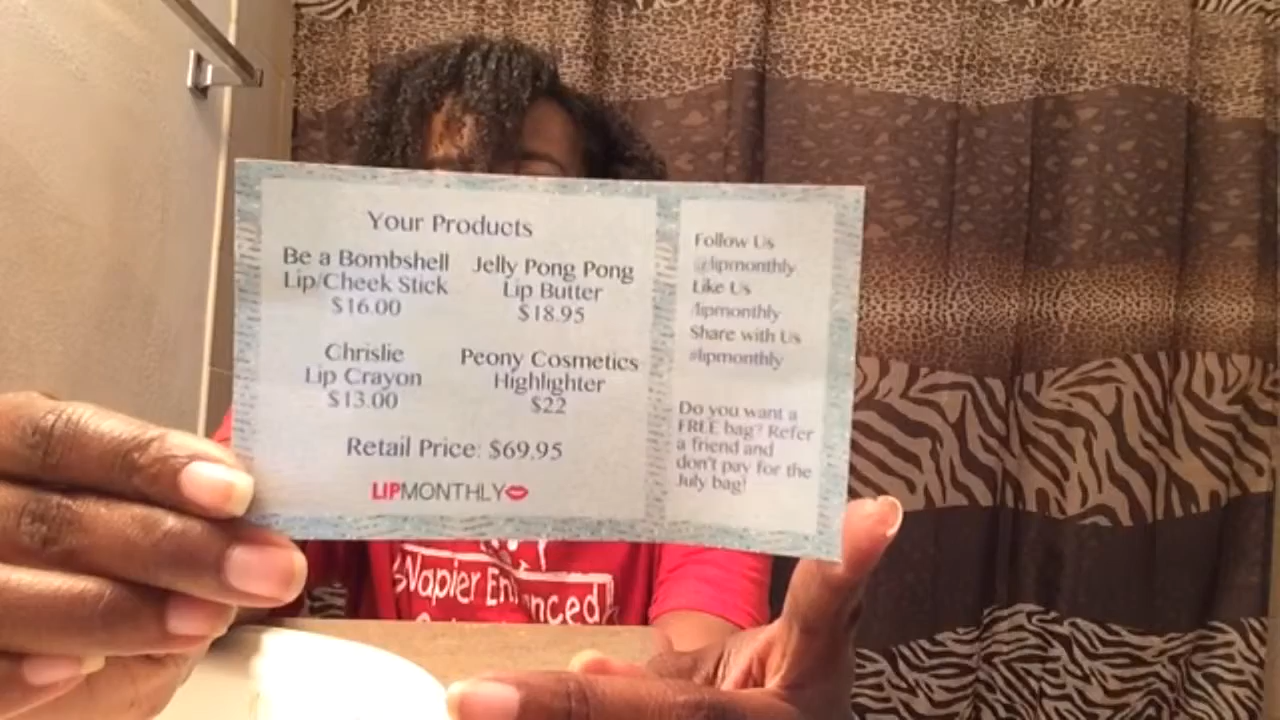 Your Products
Be a Bombshell
Lip/Cheek Stick
$16.00
Jelly Pong Pong
Lip Butter
$18.95
Chrislie
Lip Crayon
$13.00
Peony Cosmetics
Highlighter
$22
Retail Price: $69.95
LIPMONTHLY
Follow Us
@lipmonthly
Like Us
/lipmonthly
Share with Us
#lipmonthly
Do you want a
FREE bag? Refer
a friend and
don't pay for the
July bag!
Napier Enhanced